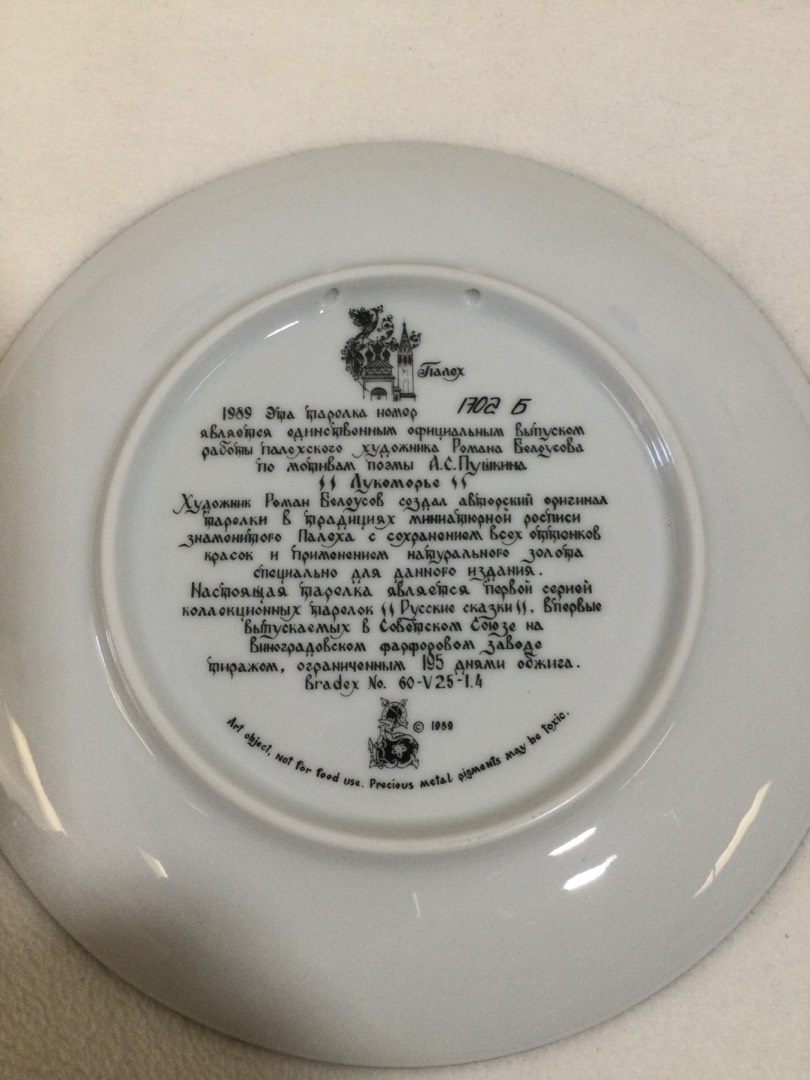 Палех
1989 Эта тарелка номер 1702 Б
является единственным официальным выпуском
работы палехского художника Романа Белоусова
по мотивам поэмы А.С.Пушкина
"Лукоморье"
Художник Роман Белоусов создал авторский оригинал
тарелки в традициях миниатюрной росписи
знаменитого Палеха с сохранением всех оттенков
красок и применением натурального золота
специально для данного издания.
Настоящая тарелка является первой серией
коллекционных тарелок "Русские сказки", впервые
выпускаемых в Советском Союзе на
Виноградовском фарфоровом заводе
тиражом, ограниченным 195 днями обжига.
Bradex No. 60-V25-1.4
© 1989
Art object, not for food use. Precious metal pigments may be toxic.